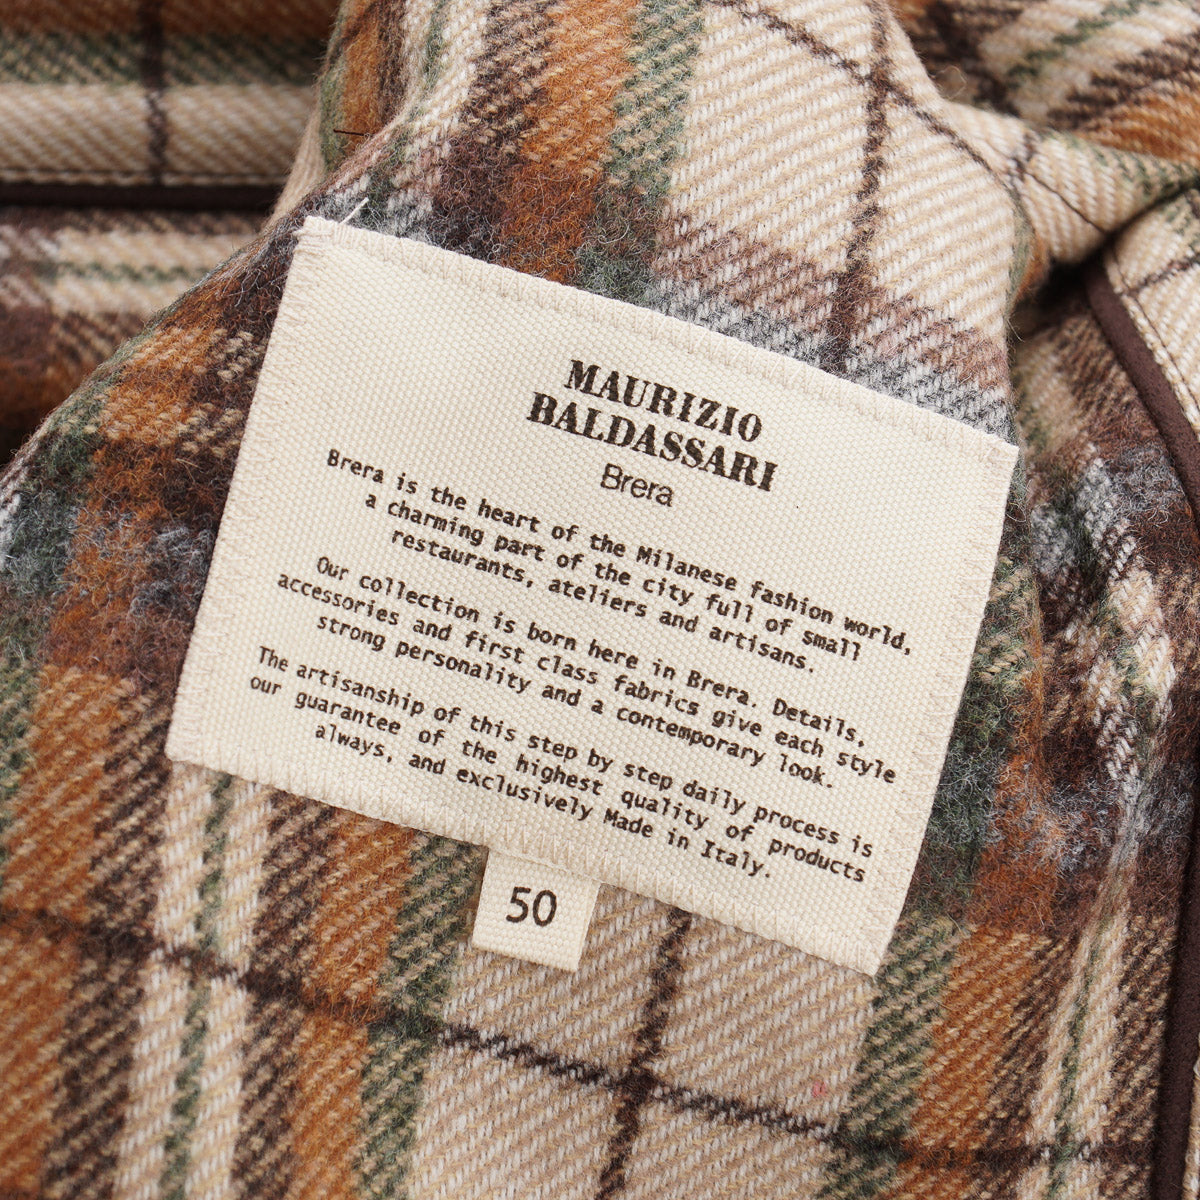 MAURIZIO
BALDASSARI
Brera
Brera is the heart of the Milanese fashion world,
a charming part of the city full of small
restaurants, ateliers and artisans.
Our collection is born here in Brera. Details,
accessories and first class fabrics give each style
strong personality and a contemporary look.
The artisanship of this step by step daily process is
our guarantee of the highest quality of products
always, and exclusively Made in Italy.
50